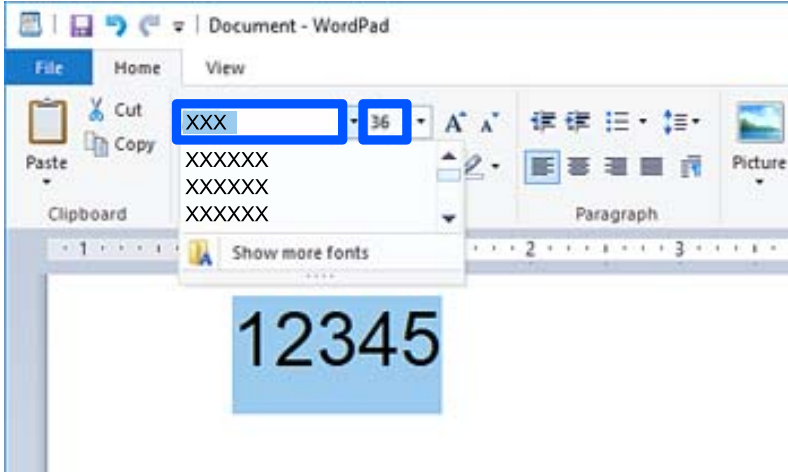 Document - WordPad
File Home View
Cut
XXX 36 A A
Copy
Paste
XXXXXX
Picture
XXXXXX
XXXXXX
Clipboard Paragraph
1 2 3
Show more fonts
12345